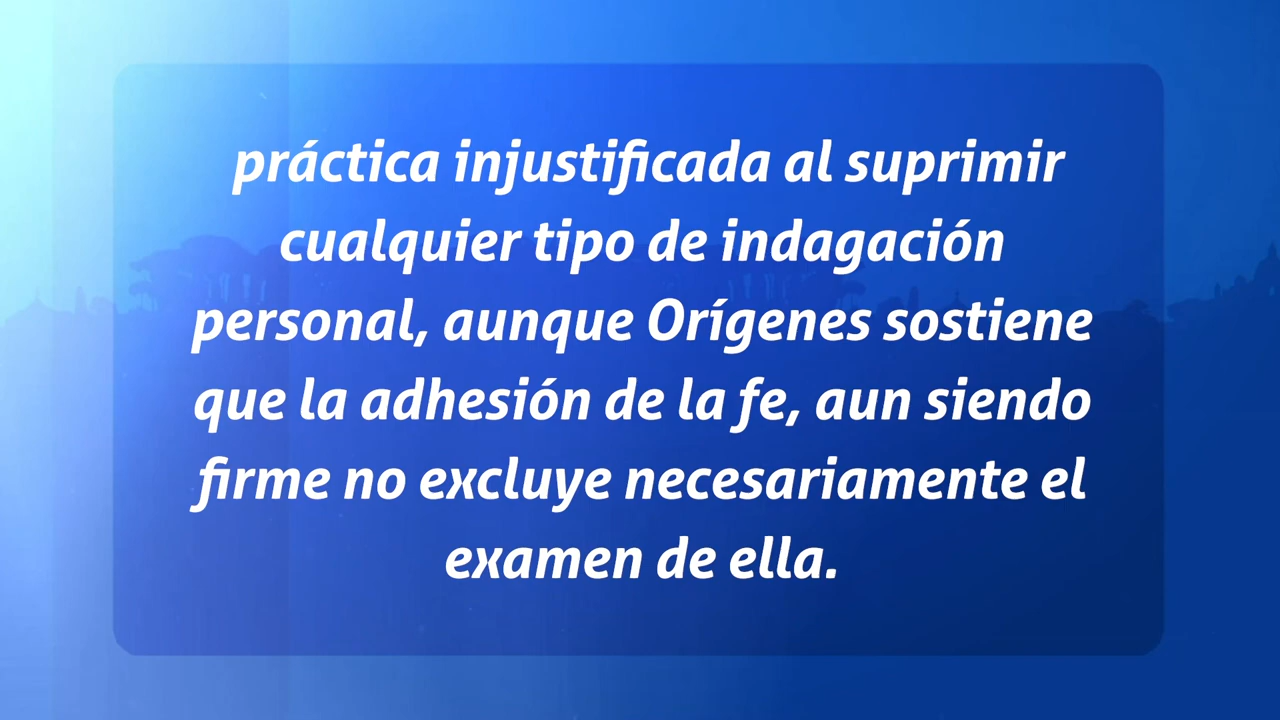 práctica injustificada al suprimir
cualquier tipo de indagación
personal, aunque Orígenes sostiene
que la adhesión de la fe, aun siendo
firme no excluye necesariamente el
examen de ella.